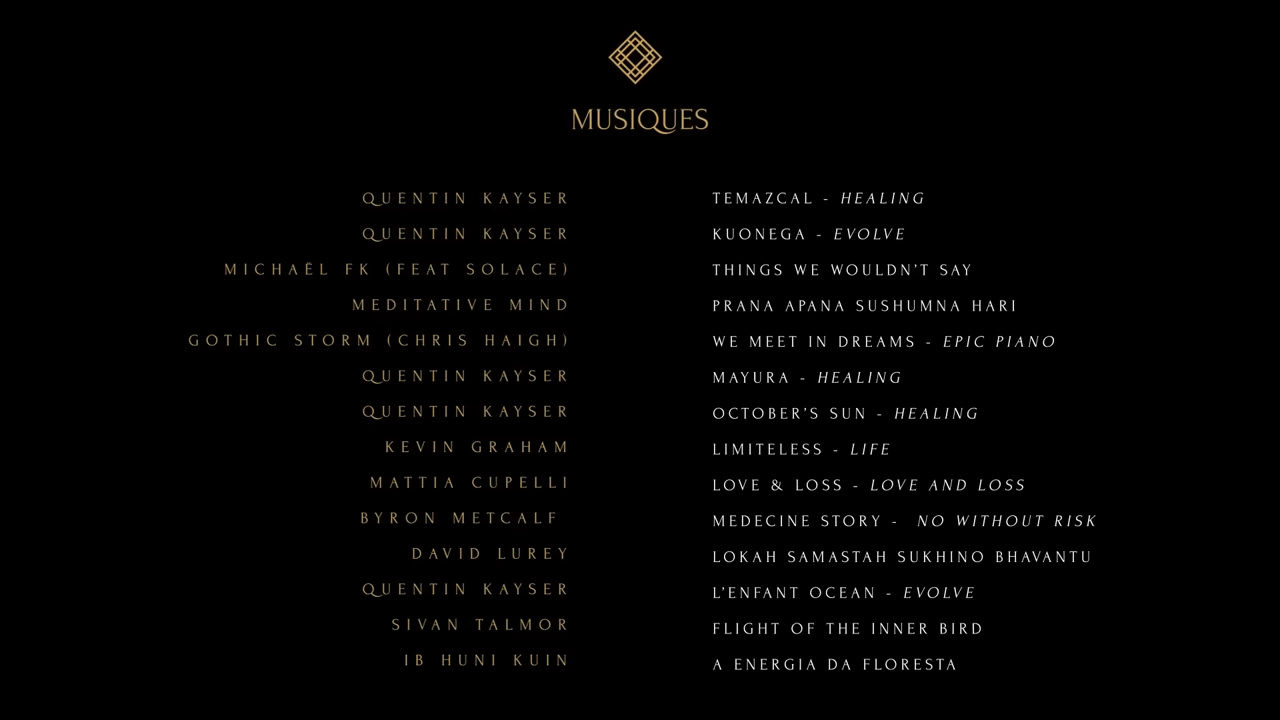 MUSIQUES
QUENTIN KAYSER TEMAZCAL - HEALING
QUENTIN KAYSER KUONEGA - EVOLVE
MICHAËL FK (FEAT SOLACE) THINGS WE WOULDN'T SAY
MEDITATIVE MIND PRANA APANA SUSHUMNA HARI
GOTHIC STORM (CHRIS HAIGH) WE MEET IN DREAMS - EPIC PIANO
QUENTIN KAYSER MAYURA - HEALING
QUENTIN KAYSER OCTOBER'S SUN - HEALING
KEVIN GRAHAM LIMITELESS - LIFE
MATTIA CUPELLI LOVE & LOSS - LOVE AND LOSS
BYRON METCALF MEDECINE STORY - NO WITHOUT RISK
DAVID LUREY LOKAH SAMASTAH SUKHINO BHAVANTU
QUENTIN KAYSER L'ENFANT OCEAN - EVOLVE
SIVAN TALMOR FLIGHT OF THE INNER BIRD
IB HUNI KUIN A ENERGIA DA FLORESTA